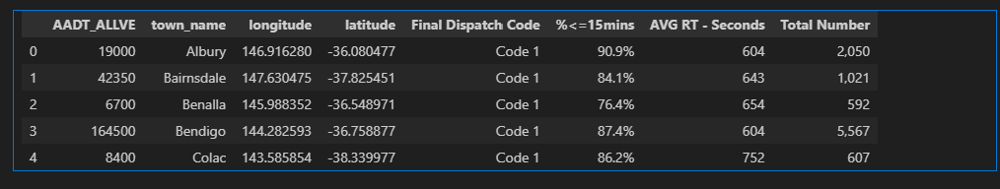 AADT_ALLVE town_name longitude latitude Final Dispatch Code %<=15mins AVG RT - Seconds Total Number
0 19000 Albury 146.916280 -36.080477 Code 1 90.9% 604 2,050
1 42350 Bairnsdale 147.630475 -37.825451 Code 1 84.1% 643 1,021
2 6700 Benalla 145.988352 -36.548971 Code 1 76.4% 654 592
3 164500 Bendigo 144.282593 -36.758877 Code 1 87.4% 604 5,567
4 8400 Colac 143.585854 -38.339977 Code 1 86.2% 752 607